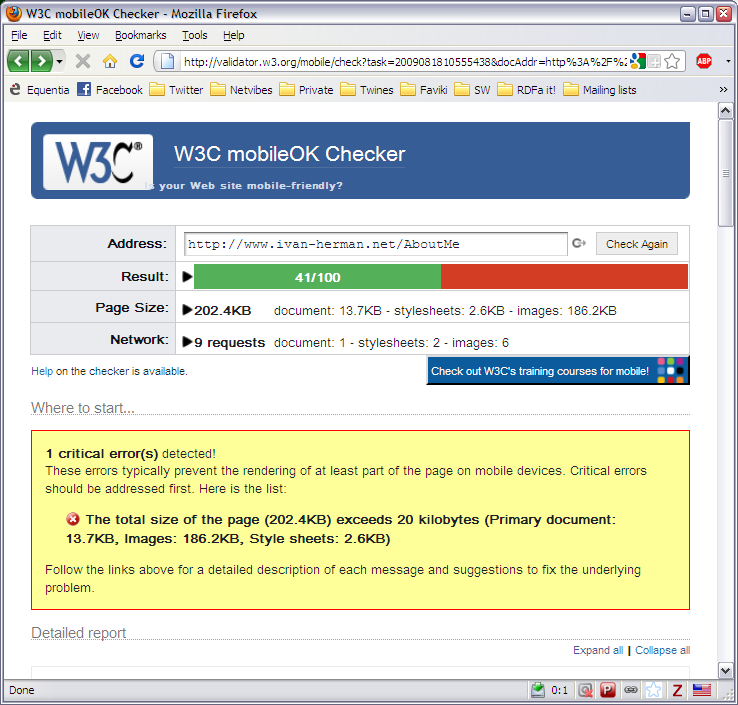 W3C mobileOK Checker - Mozilla Firefox
File Edit View Bookmarks Tools Help
http://validator.w3.org/mobile/check?task=2009081810555438&docAddr=http%3A%2F%2 ABP
Equentia Facebook Twitter Netvibes Private Twines Faviki SW RDFa it! Mailing lists »
W3C® W3C mobileOK Checker
Is your Web site mobile-friendly?
Address: http://www.ivan-herman.net/AboutMe Check Again
Result: 41/100
Page Size: 202.4KB document: 13.7KB - stylesheets: 2.6KB - images: 186.2KB
Network: 9 requests document: 1 - stylesheets: 2 - images: 6
Help on the checker is available.
Check out W3C's training courses for mobile!
Where to start...
1 critical error(s) detected!
These errors typically prevent the rendering of at least part of the page on mobile devices. Critical errors
should be addressed first. Here is the list:
The total size of the page (202.4KB) exceeds 20 kilobytes (Primary document:
13.7KB, Images: 186.2KB, Style sheets: 2.6KB)
Follow the links above for a detailed description of each message and suggestions to fix the underlying
problem.
Detailed report
Expand all | Collapse all
Done 0:1 P Z